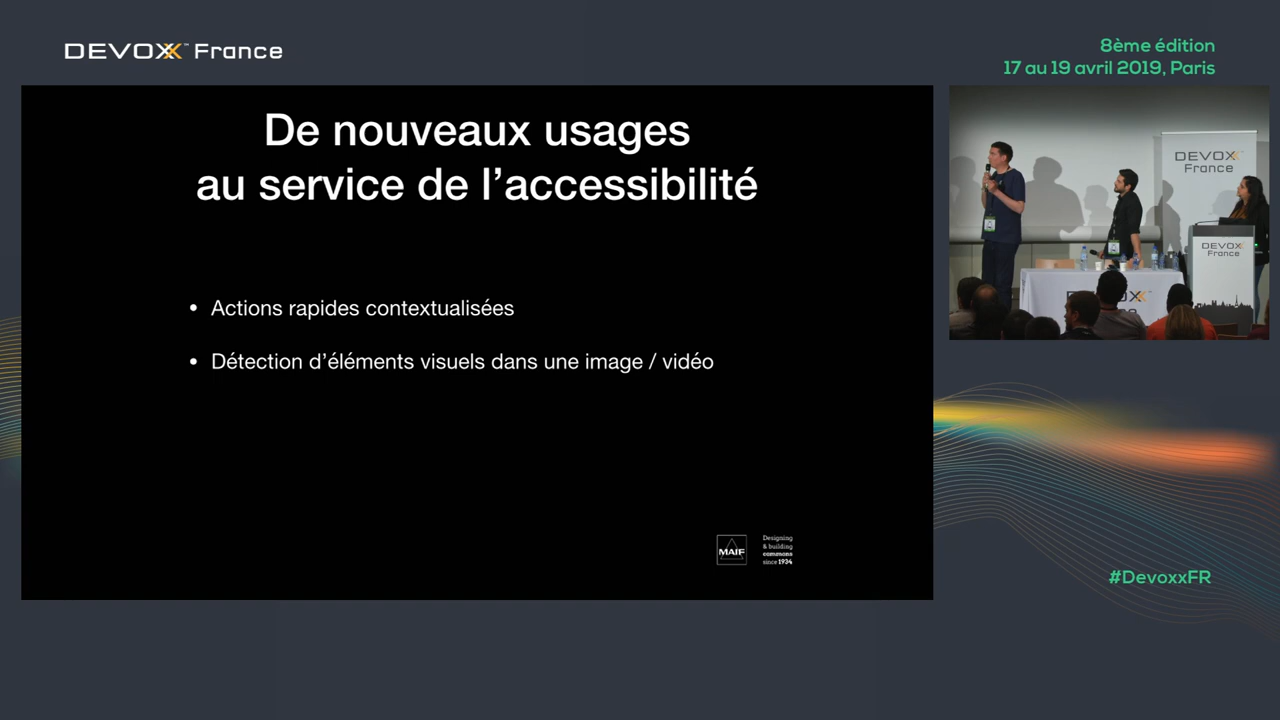 DEVOXX™ France
8ème édition
17 au 19 avril 2019, Paris
De nouveaux usages
au service de l’accessibilité
• Actions rapides contextualisées
• Détection d’éléments visuels dans une image / vidéo
MAIF
Designing
& building
commons
since 1934
DEVOXX
France
DEVOXX
France
#DevoxxFR